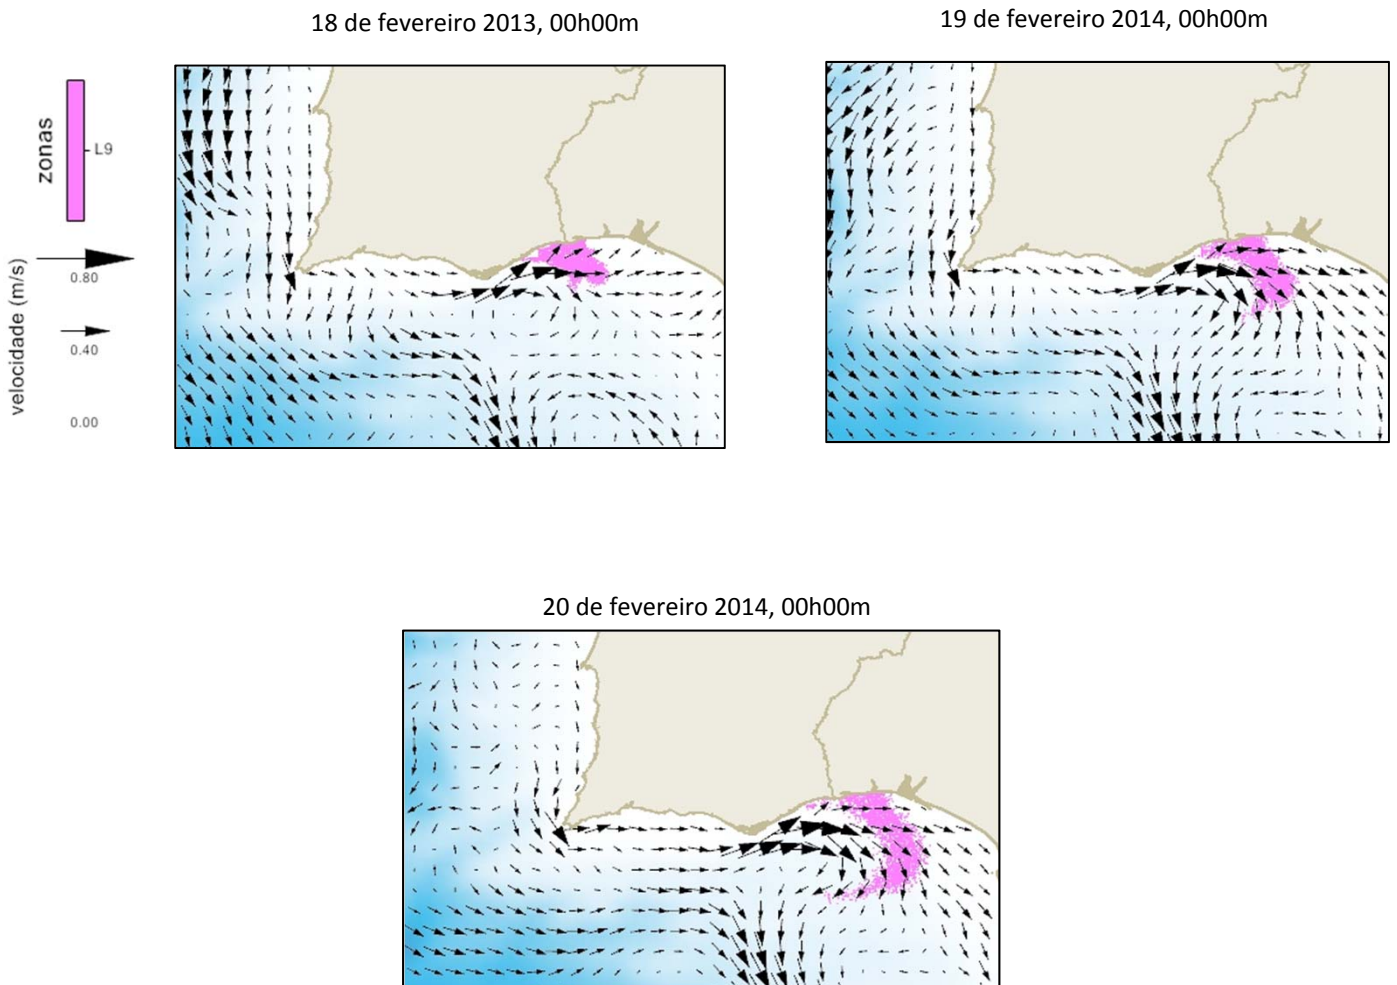 18 de fevereiro 2013, 00h00m
19 de fevereiro 2014, 00h00m
zonas
L9
velocidade (m/s)
0.80
0.40
0.00
20 de fevereiro 2014, 00h00m